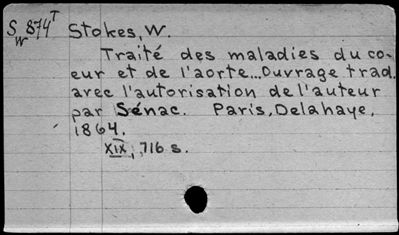 S 874 T Stokes, W.
W
Traité des maladies du co-
eur et de l'aorte...Ouvrage trad.
avec l'autorisation de l'auteur
par Sénac. Paris, Delahaye,
1864.
XIX, 716 s.